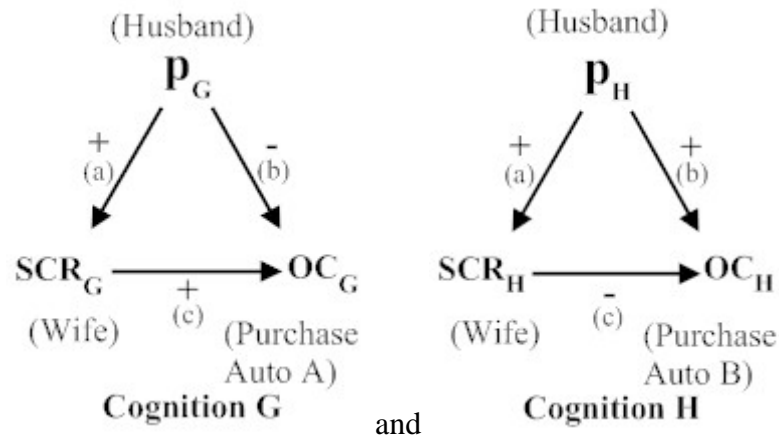 (Husband)
p_G
+
(a)
-
(b)
SCR_G
+
(c)
OC_G
(Wife)
(Purchase
Auto A)
Cognition G
and
(Husband)
p_H
+
(a)
+
(b)
SCR_H
-
(c)
OC_H
(Wife)
(Purchase
Auto B)
Cognition H